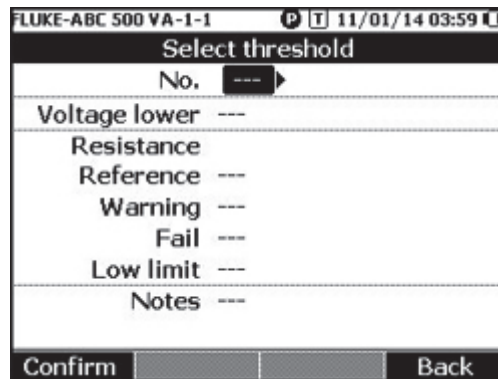 FLUKE-ABC 500 VA-1-1 P T 11/01/14 03:59
Select threshold
No. ---
Voltage lower ---
Resistance
Reference ---
Warning ---
Fail ---
Low limit ---
Notes ---
Confirm Back